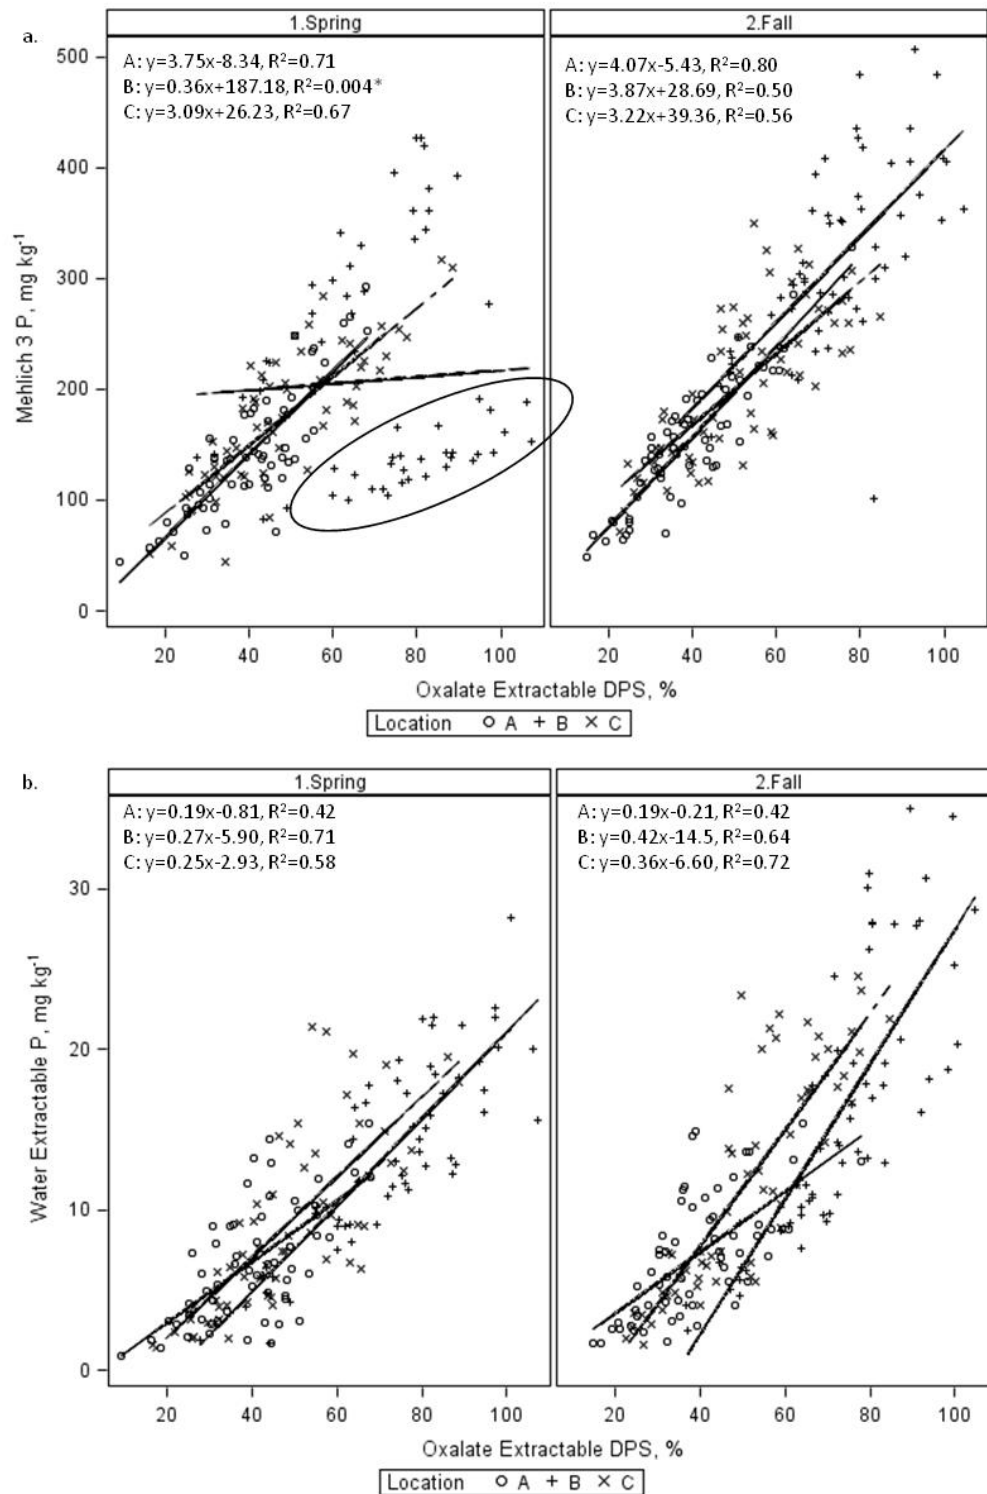 a.
1.Spring
2.Fall
A: y=3.75x-8.34, R²=0.71
B: y=0.36x+187.18, R²=0.004*
C: y=3.09x+26.23, R²=0.67
A: y=4.07x-5.43, R²=0.80
B: y=3.87x+28.69, R²=0.50
C: y=3.22x+39.36, R²=0.56
500
400
300
200
100
0
Mehlich 3 P, mg kg⁻¹
20 40 60 80 100
20 40 60 80 100
Oxalate Extractable DPS, %
Location A B C
b.
1.Spring
2.Fall
A: y=0.19x-0.81, R²=0.42
B: y=0.27x-5.90, R²=0.71
C: y=0.25x-2.93, R²=0.58
A: y=0.19x-0.21, R²=0.42
B: y=0.42x-14.5, R²=0.64
C: y=0.36x-6.60, R²=0.72
30
20
10
0
Water Extractable P, mg kg⁻¹
20 40 60 80 100
20 40 60 80 100
Oxalate Extractable DPS, %
Location A B C